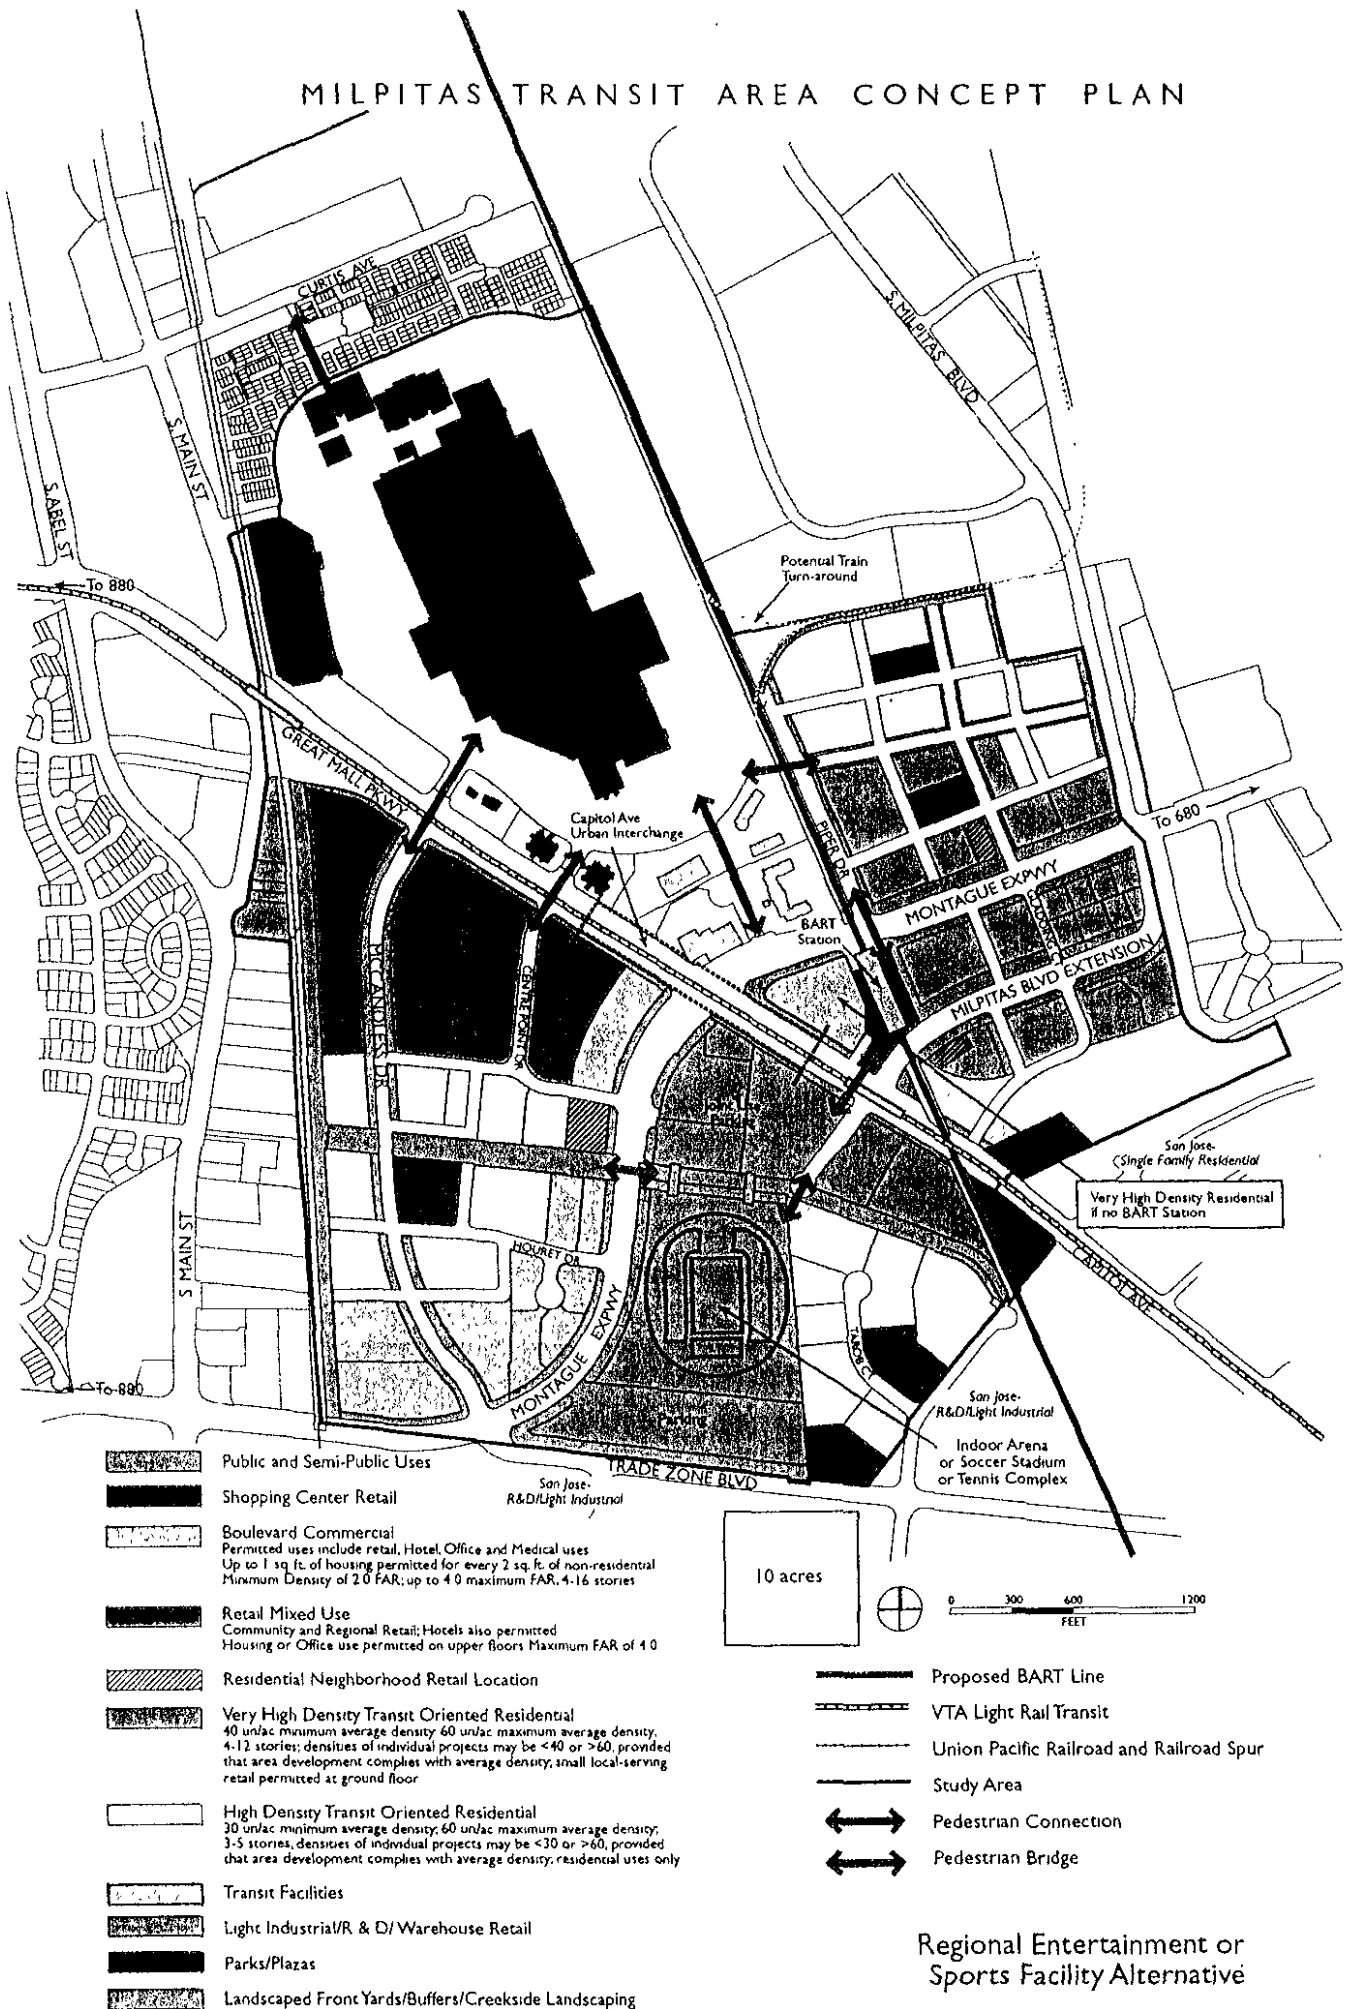 MILPITAS TRANSIT AREA CONCEPT PLAN
CURTIS AVE
S. MILPITAS BLVD
S. MAIN ST
S. ABEL ST
To 880
Potential Train
Turn-around
GREAT MALL PKWY
Capitol Ave
Urban Interchange
PIPER DR
To 680
MONTAGUE EXPWY
BART
Station
MILPITAS BLVD EXTENSION
MCCANDLESS DR
CENTRE POINT DR
Joint Use
Parking
San Jose-
Single Family Residential
Very High Density Residential
if no BART Station
S MAIN ST
HOURET DR
CAPITOL AVE
TAROB CT
MONTAGUE EXPWY
To 880
San Jose-
R&D/Light Industrial
Parking
Indoor Arena
or Soccer Stadium
or Tennis Complex
TRADE ZONE BLVD
San Jose-
R&D/Light Industrial
Public and Semi-Public Uses
Shopping Center Retail
Boulevard Commercial
Permitted uses include retail, Hotel, Office and Medical uses
Up to 1 sq ft. of housing permitted for every 2 sq. ft. of non-residential
Minimum Density of 2 0 FAR; up to 4 0 maximum FAR, 4-16 stories
Retail Mixed Use
Community and Regional Retail; Hotels also permitted
Housing or Office use permitted on upper floors Maximum FAR of 4 0
Residential Neighborhood Retail Location
Very High Density Transit Oriented Residential
40 un/ac minimum average density 60 un/ac maximum average density,
4-12 stories; densities of individual projects may be <40 or >60, provided
that area development complies with average density, small local-serving
retail permitted at ground floor
High Density Transit Oriented Residential
30 un/ac minimum average density; 60 un/ac maximum average density;
3-5 stories, densities of individual projects may be <30 or >60, provided
that area development complies with average density, residential uses only
Transit Facilities
Light Industrial/R & D/ Warehouse Retail
Parks/Plazas
Landscaped Front Yards/Buffers/Creekside Landscaping
10 acres
0 300 600 1200
FEET
Proposed BART Line
VTA Light Rail Transit
Union Pacific Railroad and Railroad Spur
Study Area
Pedestrian Connection
Pedestrian Bridge
Regional Entertainment or
Sports Facility Alternative